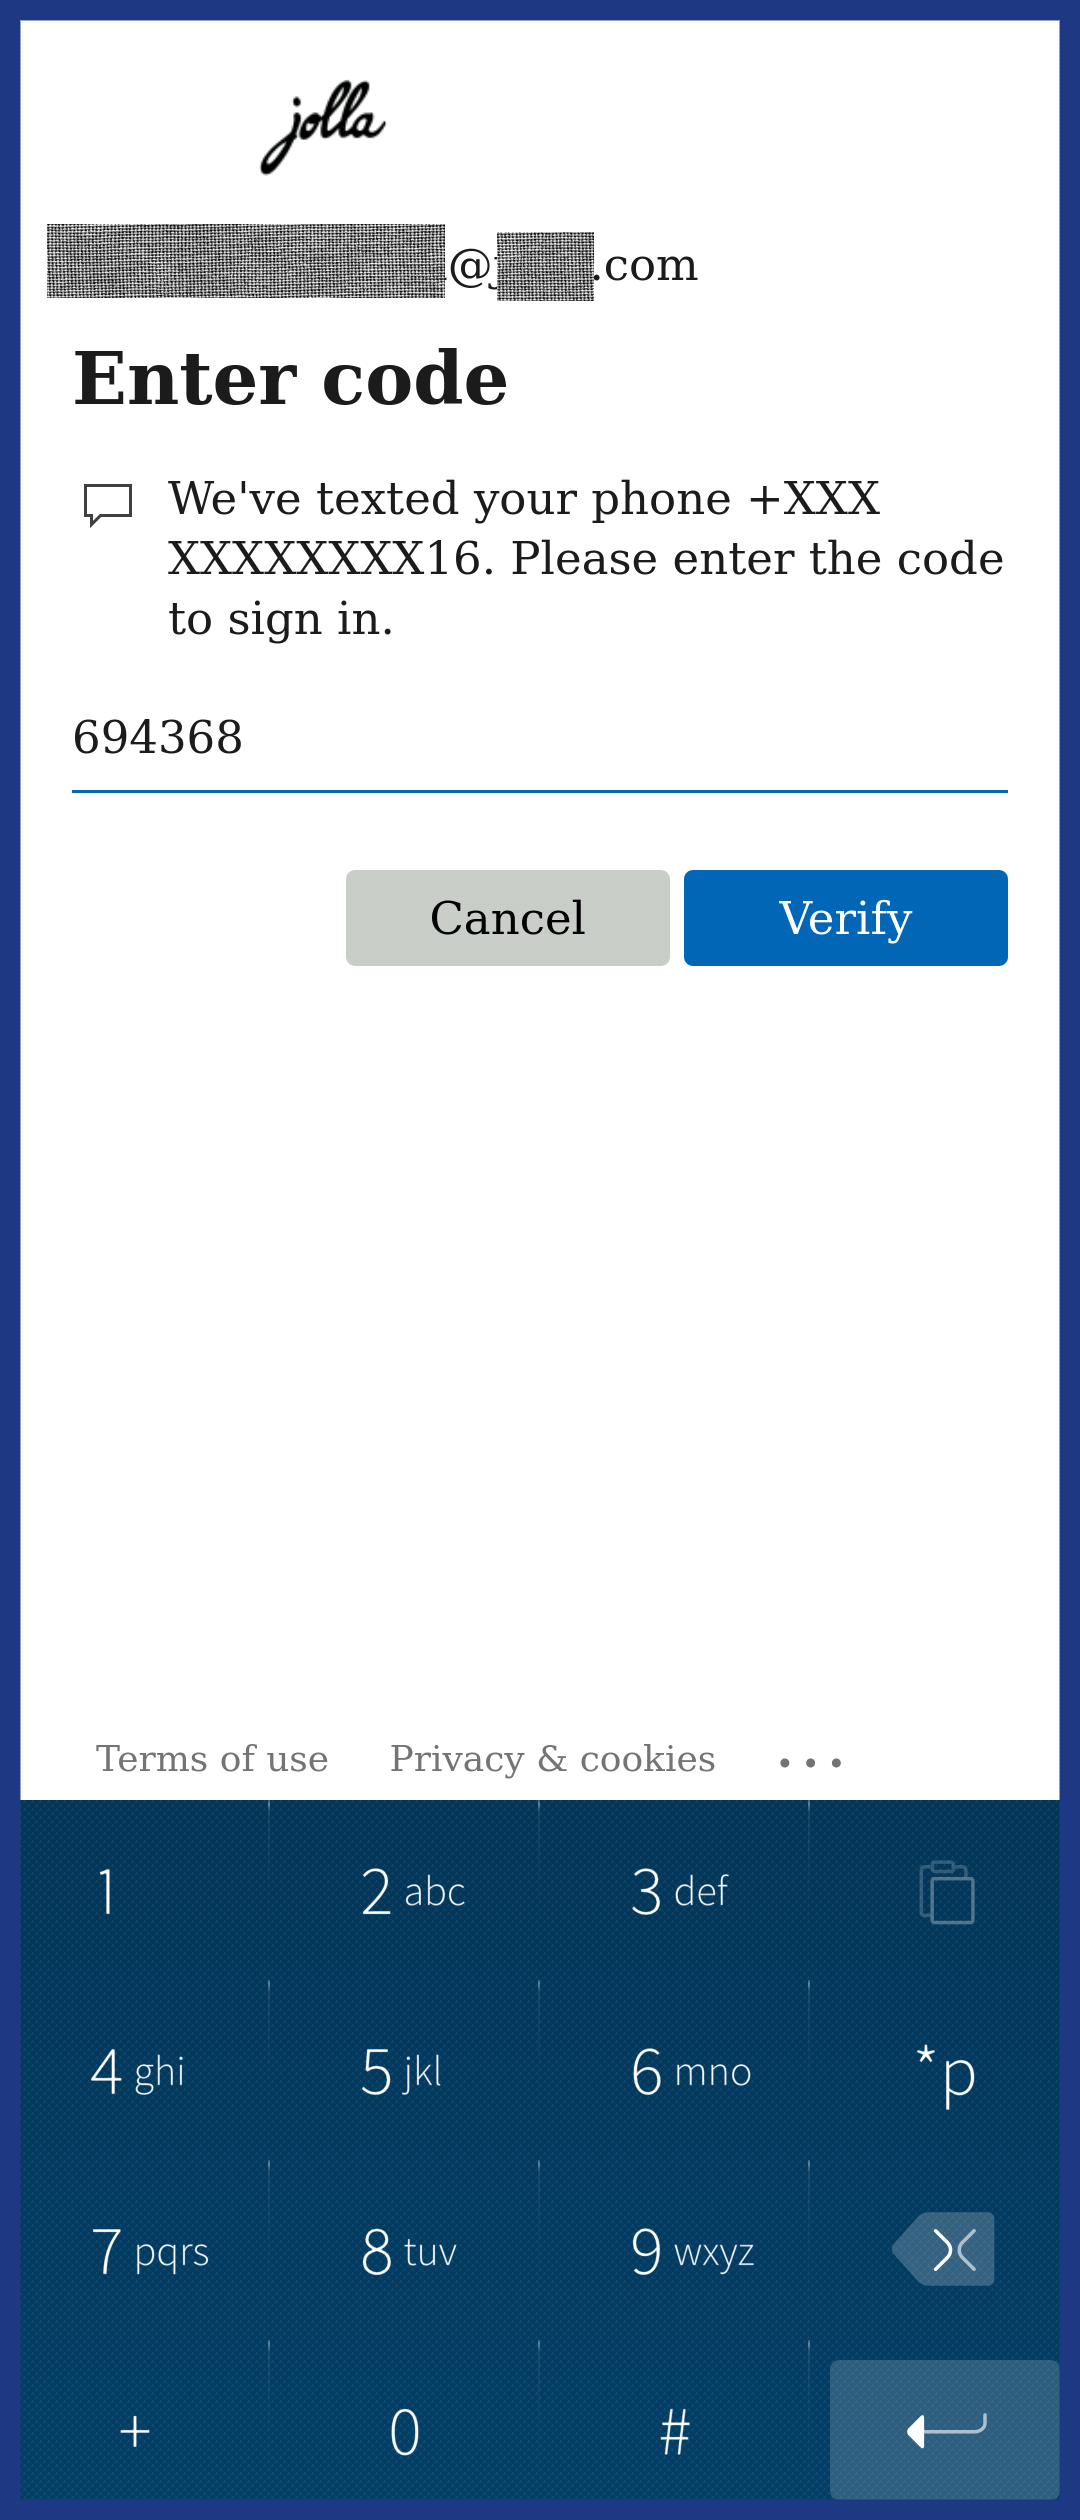 jolla
@ .com
Enter code
We've texted your phone +XXX
XXXXXXXX16. Please enter the code
to sign in.
694368
Cancel Verify
Terms of use Privacy & cookies ...
1 2 abc 3 def
4 ghi 5 jkl 6 mno *p
7 pqrs 8 tuv 9 wxyz
+ 0 #